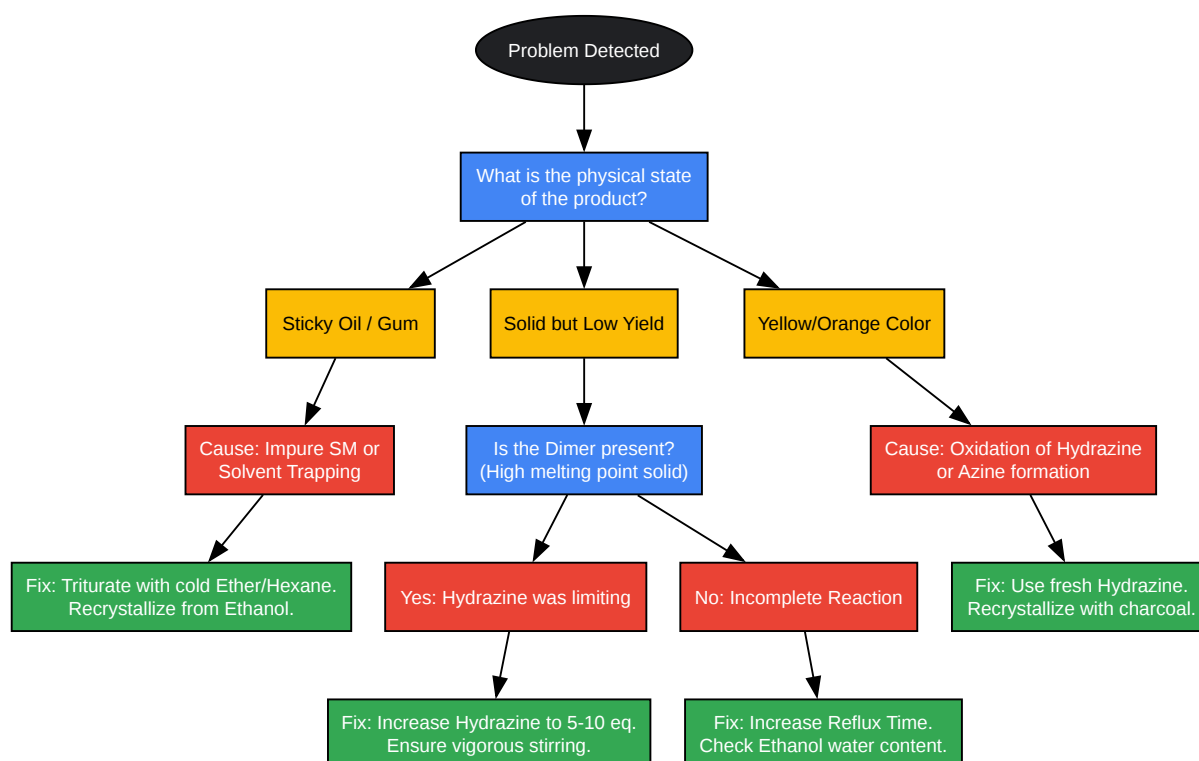 Problem Detected
What is the physical state
of the product?
Sticky Oil / Gum
Solid but Low Yield
Yellow/Orange Color
Cause: Impure SM or
Solvent Trapping
Is the Dimer present?
(High melting point solid)
Cause: Oxidation of Hydrazine
or Azine formation
Fix: Triturate with cold Ether/Hexane.
Recrystallize from Ethanol.
Yes: Hydrazine was limiting
No: Incomplete Reaction
Fix: Use fresh Hydrazine.
Recrystallize with charcoal.
Fix: Increase Hydrazine to 5-10 eq.
Ensure vigorous stirring.
Fix: Increase Reflux Time.
Check Ethanol water content.